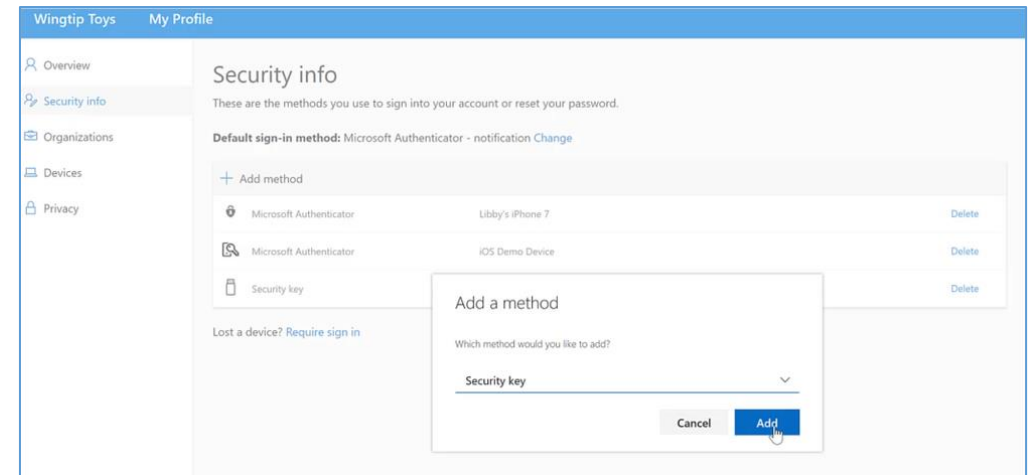 Wingtip Toys My Profile
Overview
Security info
Organizations
Devices
Privacy
Security info
These are the methods you use to sign into your account or reset your password.
Default sign-in method: Microsoft Authenticator - notification Change
+ Add method
Microsoft Authenticator Libby's iPhone 7 Delete
Microsoft Authenticator iOS Demo Device Delete
Security key Delete
Lost a device? Require sign in
Add a method
Which method would you like to add?
Security key
Cancel Add